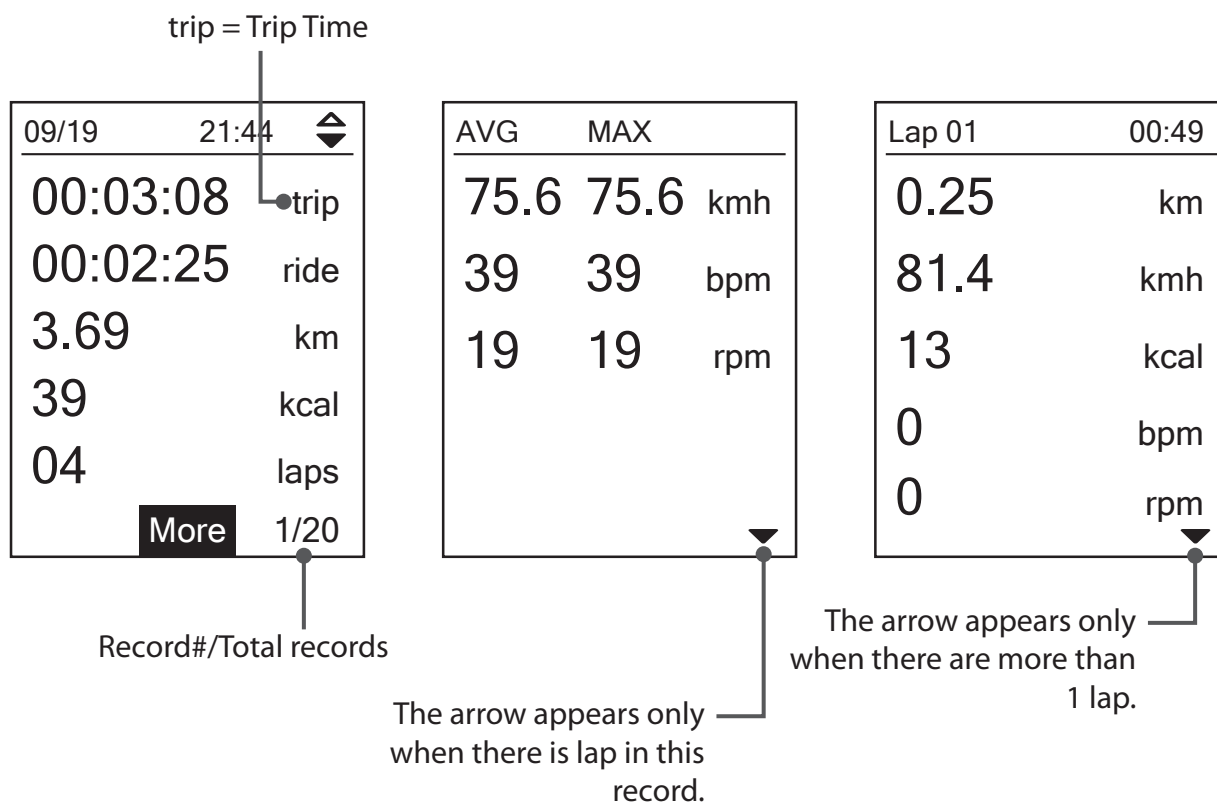 trip = Trip Time
09/19 21:44
00:03:08 trip
00:02:25 ride
3.69 km
39 kcal
04 laps
More 1/20
Record#/Total records
AVG MAX
75.6 75.6 kmh
39 39 bpm
19 19 rpm
The arrow appears only
when there is lap in this
record.
Lap 01 00:49
0.25 km
81.4 kmh
13 kcal
0 bpm
0 rpm
The arrow appears only
when there are more than
1 lap.